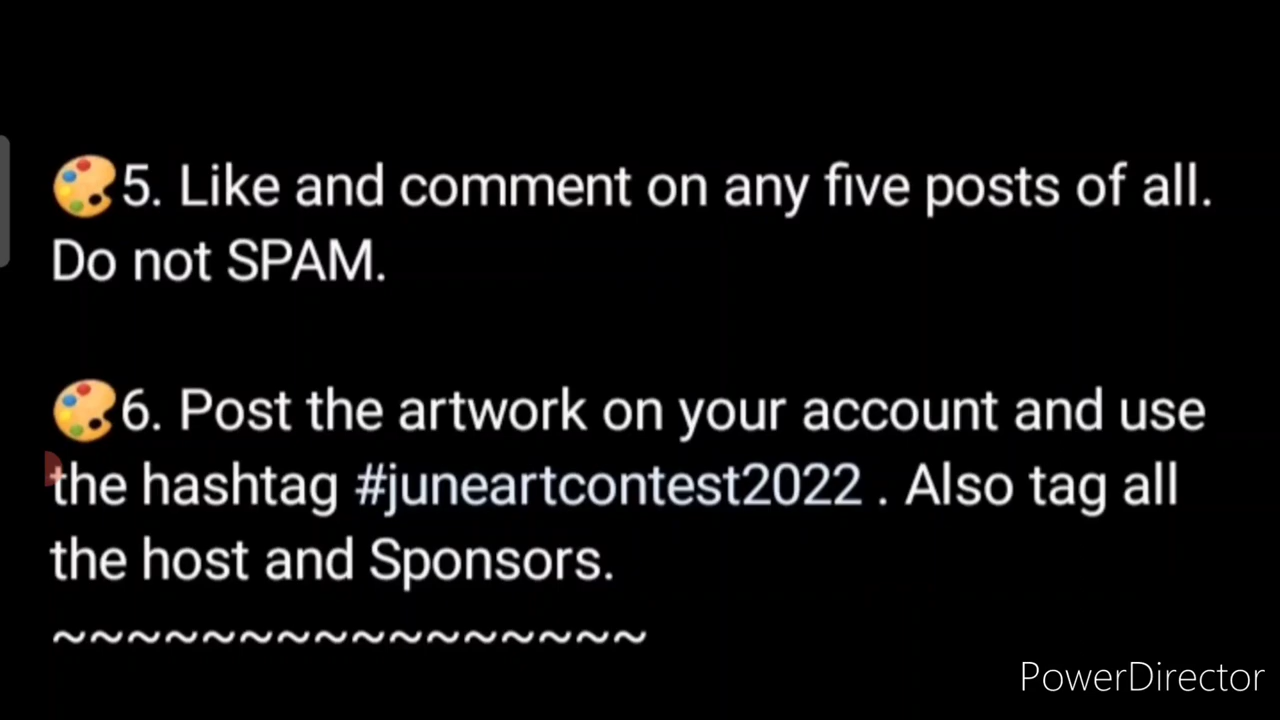 🎨5. Like and comment on any five posts of all.
Do not SPAM.
🎨6. Post the artwork on your account and use
the hashtag #juneartcontest2022 . Also tag all
the host and Sponsors.
~~~~~~~~~~~~~~~~
PowerDirector